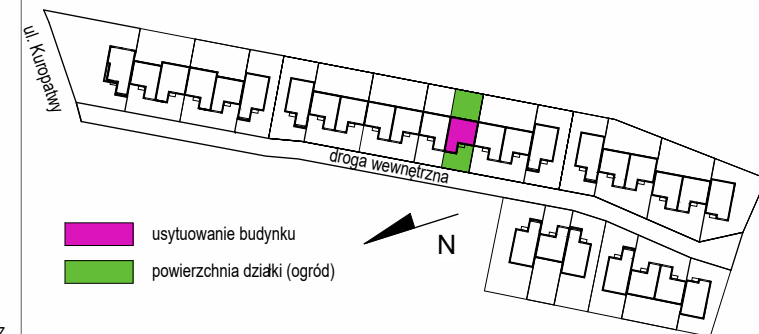 ul. Kuropatwy
droga wewnętrzna
usytuowanie budynku
N
powierzchnia działki (ogród)
z